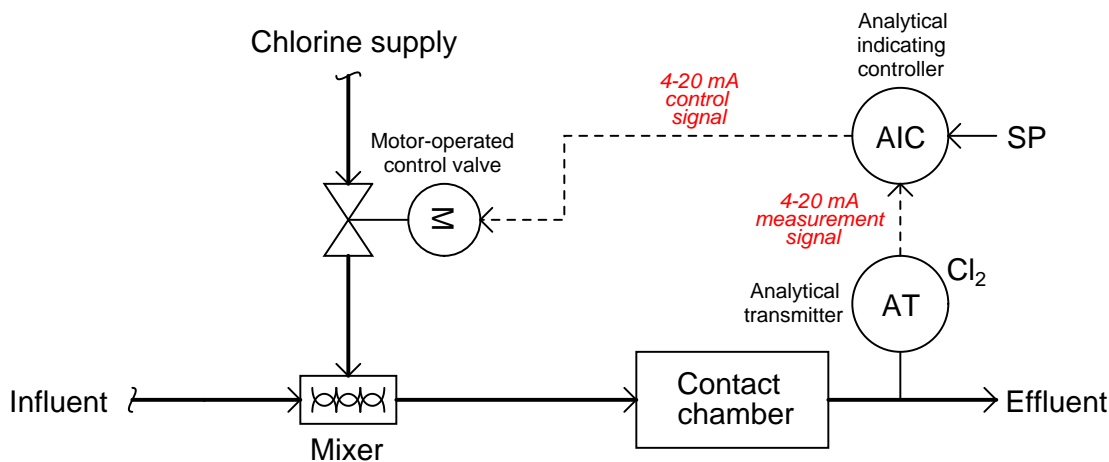 Chlorine supply
Analytical
indicating
controller
4-20 mA
control
signal
AIC
SP
Motor-operated
control valve
M
4-20 mA
measurement
signal
Cl₂
Analytical
transmitter
AT
Influent
Mixer
Contact
chamber
Effluent